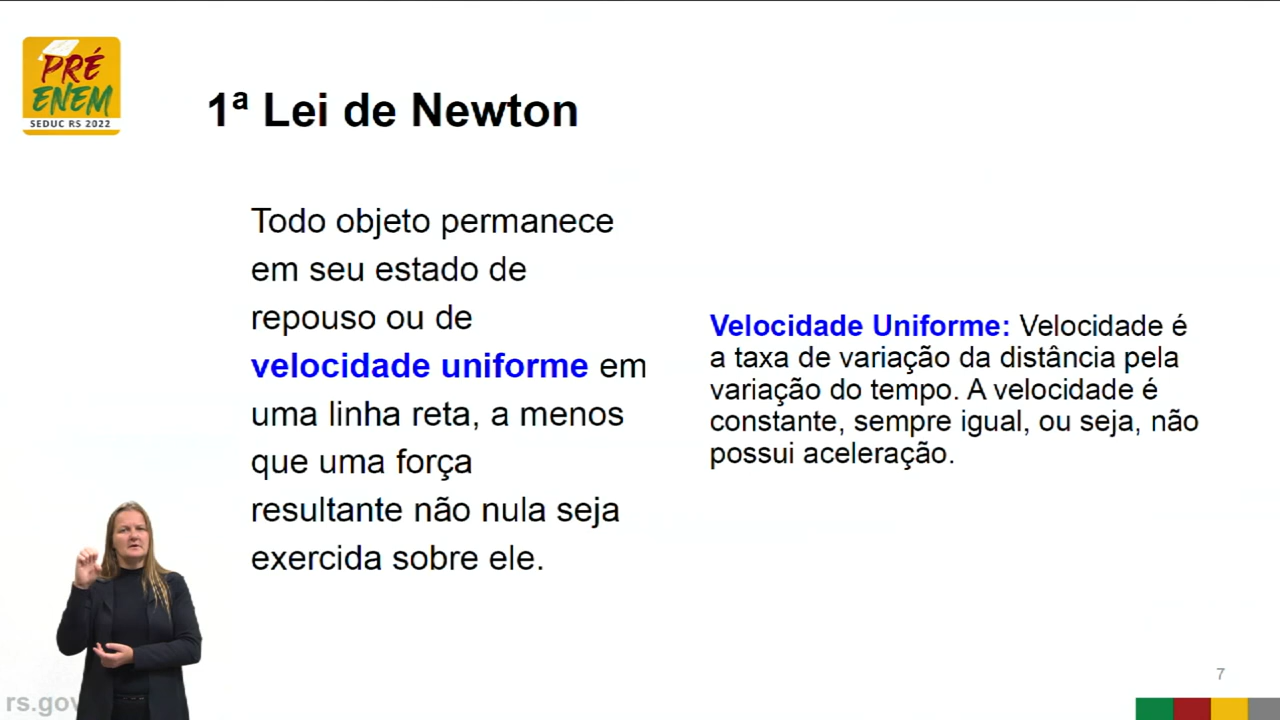 PRÉ
ENEM
SEDUC RS 2022
1ª Lei de Newton
Todo objeto permanece
em seu estado de
repouso ou de
velocidade uniforme em
uma linha reta, a menos
que uma força
resultante não nula seja
exercida sobre ele.
Velocidade Uniforme: Velocidade é
a taxa de variação da distância pela
variação do tempo. A velocidade é
constante, sempre igual, ou seja, não
possui aceleração.
7
rs.gov